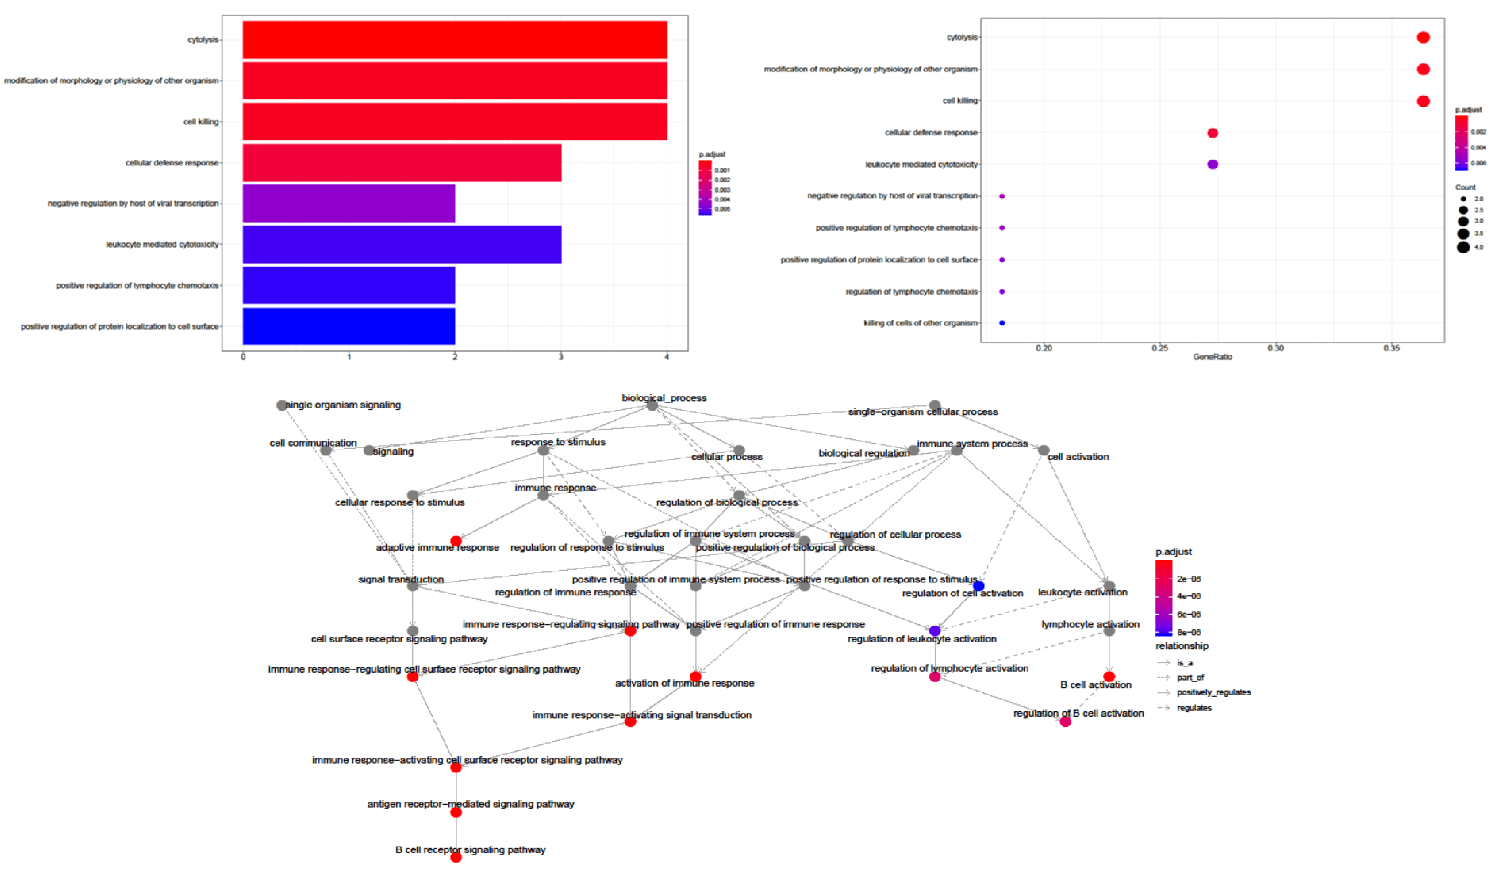 cytolysis
modification of morphology or physiology of other organism
cell killing
cellular defense response
negative regulation by host of viral transcription
leukocyte mediated cytotoxicity
positive regulation of lymphocyte chemotaxis
positive regulation of protein localization to cell surface
0 1 2 3 4
p.adjust
0.001
0.002
0.003
0.004
0.005
cytolysis
modification of morphology or physiology of other organism
cell killing
cellular defense response
leukocyte mediated cytotoxicity
negative regulation by host of viral transcription
positive regulation of lymphocyte chemotaxis
positive regulation of protein localization to cell surface
regulation of lymphocyte chemotaxis
killing of cells of other organism
0.20 0.25 0.30 0.35
GeneRatio
p.adjust
0.002
0.004
0.006
Count
2.0
2.5
3.0
3.5
4.0
single organism signaling
biological_process
single-organism cellular process
cell communication
signaling
response to stimulus
cellular process
biological regulation
immune system process
cell activation
cellular response to stimulus
immune response
regulation of biological process
adaptive immune response
regulation of response to stimulus
regulation of immune system process
positive regulation of biological process
regulation of cellular process
signal transduction
regulation of immune response
positive regulation of immune system process
positive regulation of response to stimulus
regulation of cell activation
leukocyte activation
cell surface receptor signaling pathway
immune response-regulating signaling pathway
positive regulation of immune response
regulation of leukocyte activation
lymphocyte activation
immune response-regulating cell surface receptor signaling pathway
activation of immune response
regulation of lymphocyte activation
B cell activation
immune response-activating signal transduction
regulation of B cell activation
immune response-activating cell surface receptor signaling pathway
antigen receptor-mediated signaling pathway
B cell receptor signaling pathway
p.adjust
relationship
is_a
part_of
positively_regulates
regulates